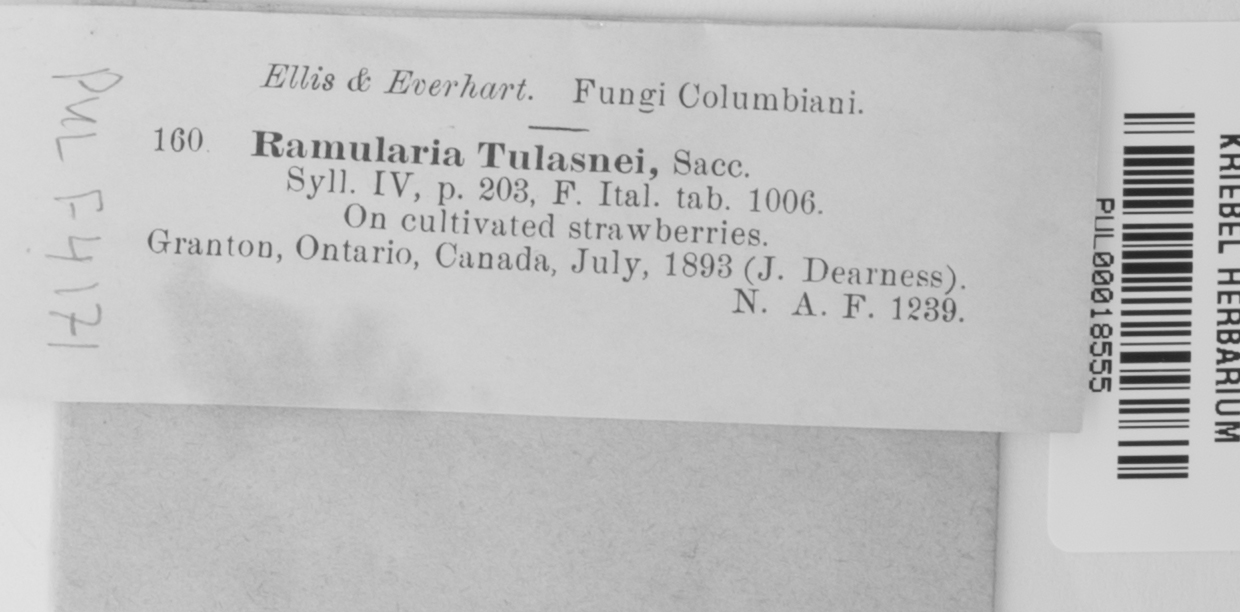 Ellis & Everhart. Fungi Columbiani.
160. Ramularia Tulasnei, Sacc.
Syll. IV, p. 203, F. Ital. tab. 1006.
On cultivated strawberries.
Granton, Ontario, Canada, July, 1893 (J. Dearness).
N. A. F. 1239.
PUL F4171
PUL00018555
KRIEBEL HERBARIUM